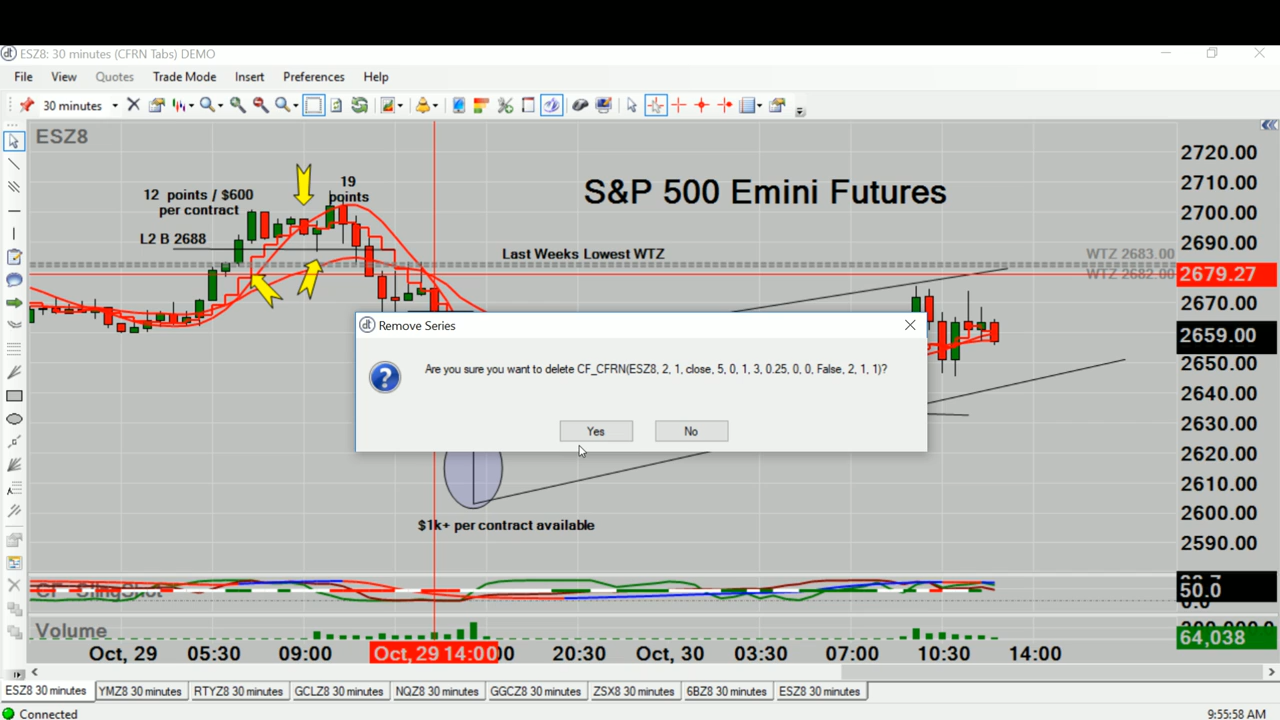 ESZ8: 30 minutes (CFRN Tabs) DEMO
File View Quotes Trade Mode Insert Preferences Help
30 minutes
ESZ8
2720.00
12 points / $600
per contract
19
points
S&P 500 Emini Futures
2710.00
2700.00
L2 B 2688
2690.00
Last Weeks Lowest WTZ
WTZ 2683.00
WTZ 2682.00
2679.27
2670.00
Remove Series
2659.00
Are you sure you want to delete CF_CFRN(ESZ8, 2, 1, close, 5, 0, 1, 3, 0.25, 0, 0, False, 2, 1, 1)?
2650.00
2640.00
Yes No
2630.00
2620.00
2610.00
2600.00
$1k+ per contract available
2590.00
CF - SlingShot
50.0
Volume
64,038
Oct, 29 05:30 09:00 Oct, 29 14:00 20:30 Oct, 30 03:30 07:00 10:30 14:00
ESZ8 30 minutes YMZ8 30 minutes RTYZ8 30 minutes GCLZ8 30 minutes NQZ8 30 minutes GGCZ8 30 minutes ZSX8 30 minutes 6BZ8 30 minutes ESZ8 30 minutes
Connected 9:55:58 AM